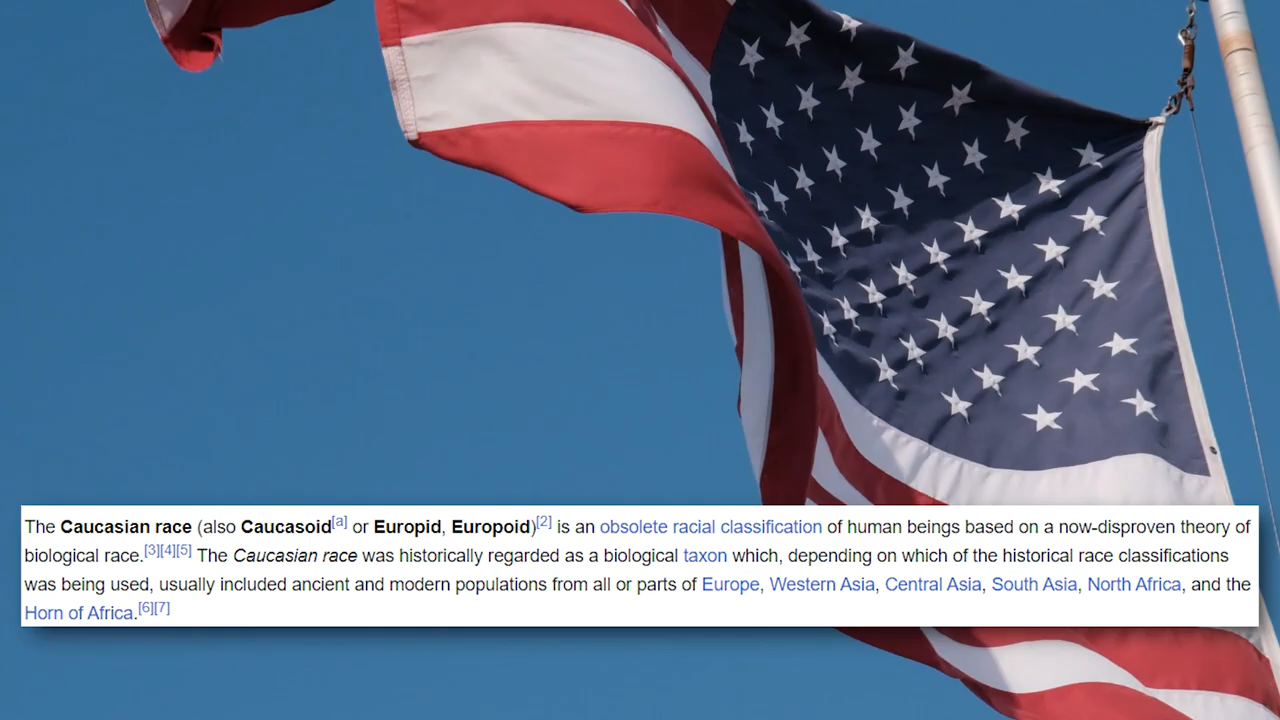 The Caucasian race (also Caucasoid[a] or Europid, Europoid)[2] is an obsolete racial classification of human beings based on a now-disproven theory of
biological race.[3][4][5] The Caucasian race was historically regarded as a biological taxon which, depending on which of the historical race classifications
was being used, usually included ancient and modern populations from all or parts of Europe, Western Asia, Central Asia, South Asia, North Africa, and the
Horn of Africa.[6][7]